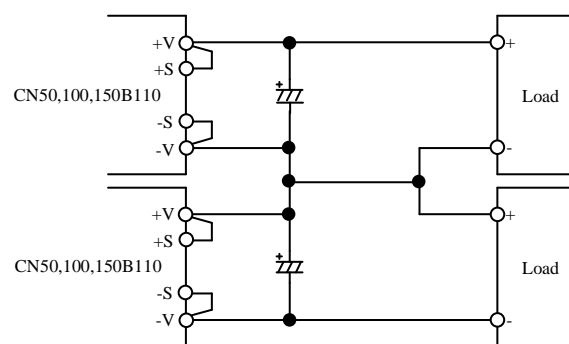 +V
+
+S
+
CN50,100,150B110
Load
-S
-V
-
+V
+
+S
CN50,100,150B110
+
Load
-S
-V
-